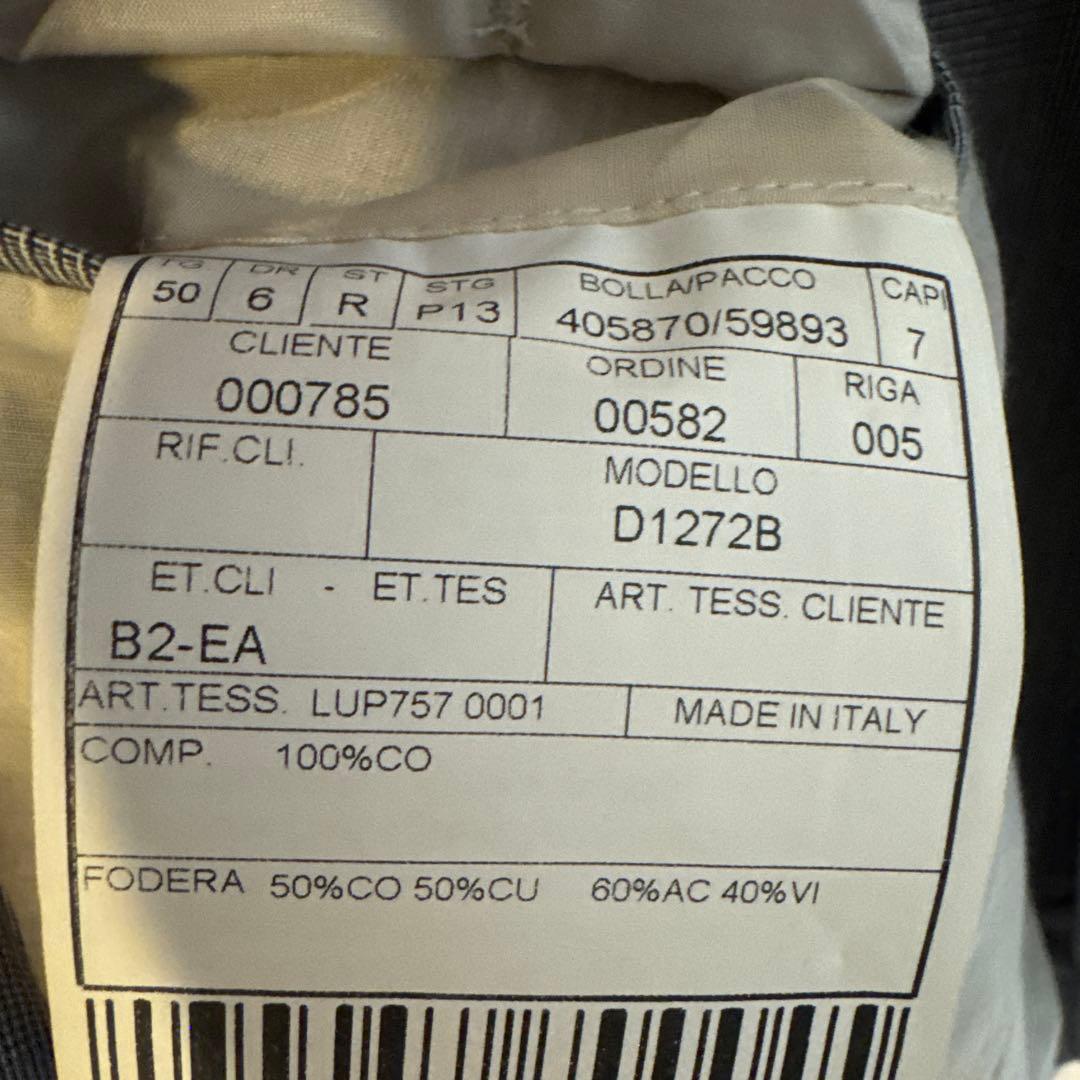 TG DR ST STG BOLLA/PACCO CAPI
50 6 R P13 405870/59893 7
CLIENTE ORDINE RIGA
000785 00582 005
RIF.CLI. MODELLO
D1272B
ET.CLI - ET.TES ART. TESS. CLIENTE
B2-EA
ART.TESS. LUP757 0001 MADE IN ITALY
COMP. 100%CO
FODERA 50%CO 50%CU 60%AC 40%VI